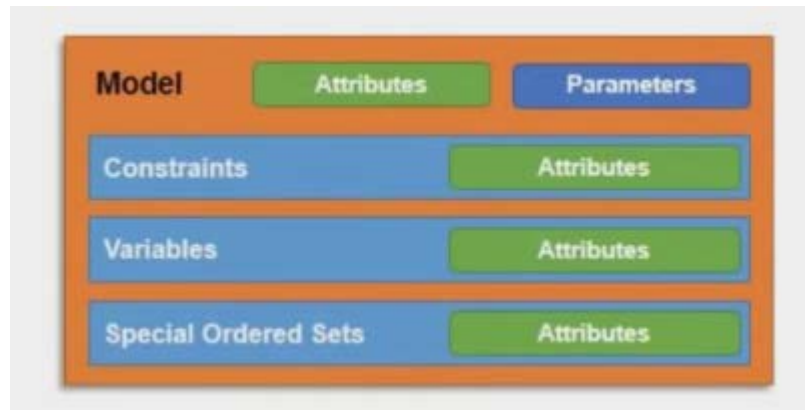 Model Attributes Parameters
Constraints Attributes
Variables Attributes
Special Ordered Sets Attributes